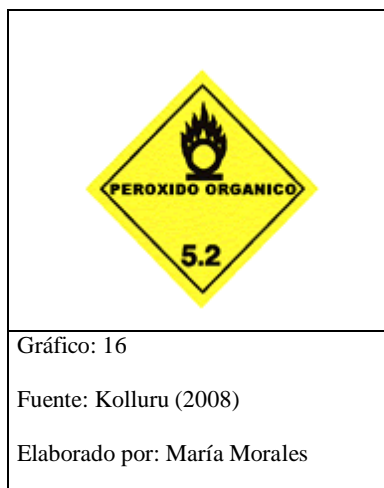 PEROXIDO ORGANICO
5.2
Gráfico: 16
Fuente: Kolluru (2008)
Elaborado por: María Morales